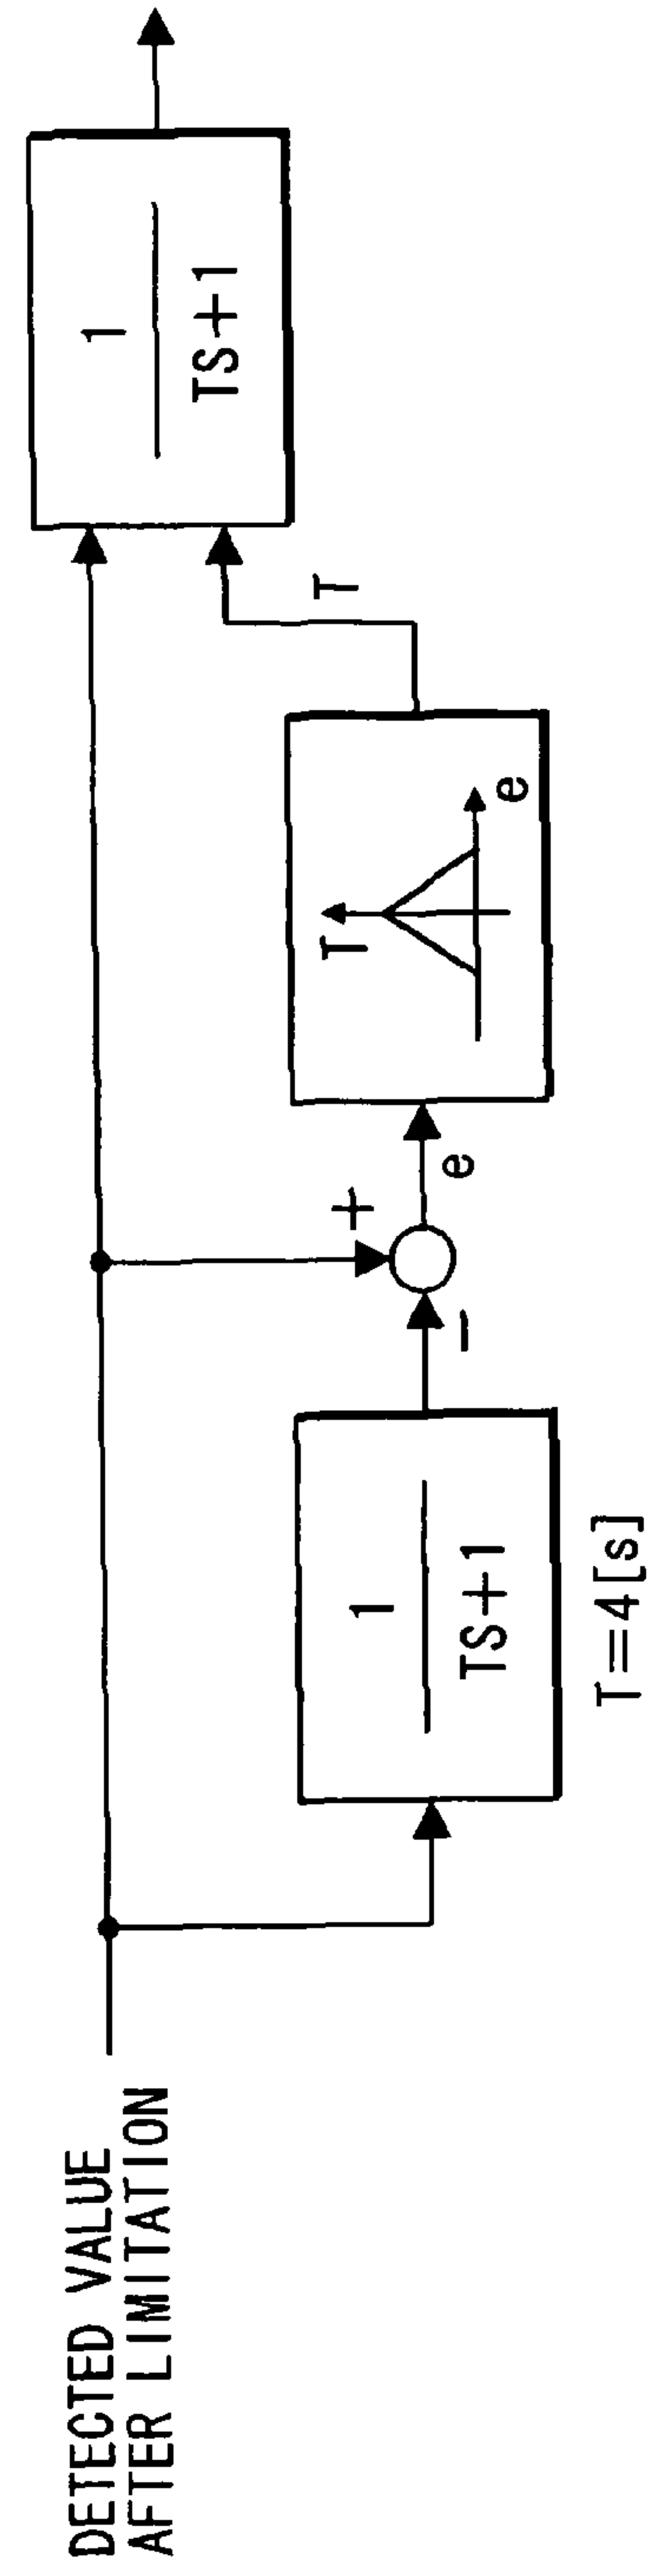 DETECTED VALUE
AFTER LIMITATION
1
TS+1
T=4[s]
+
−
e
T
e
T
1
TS+1